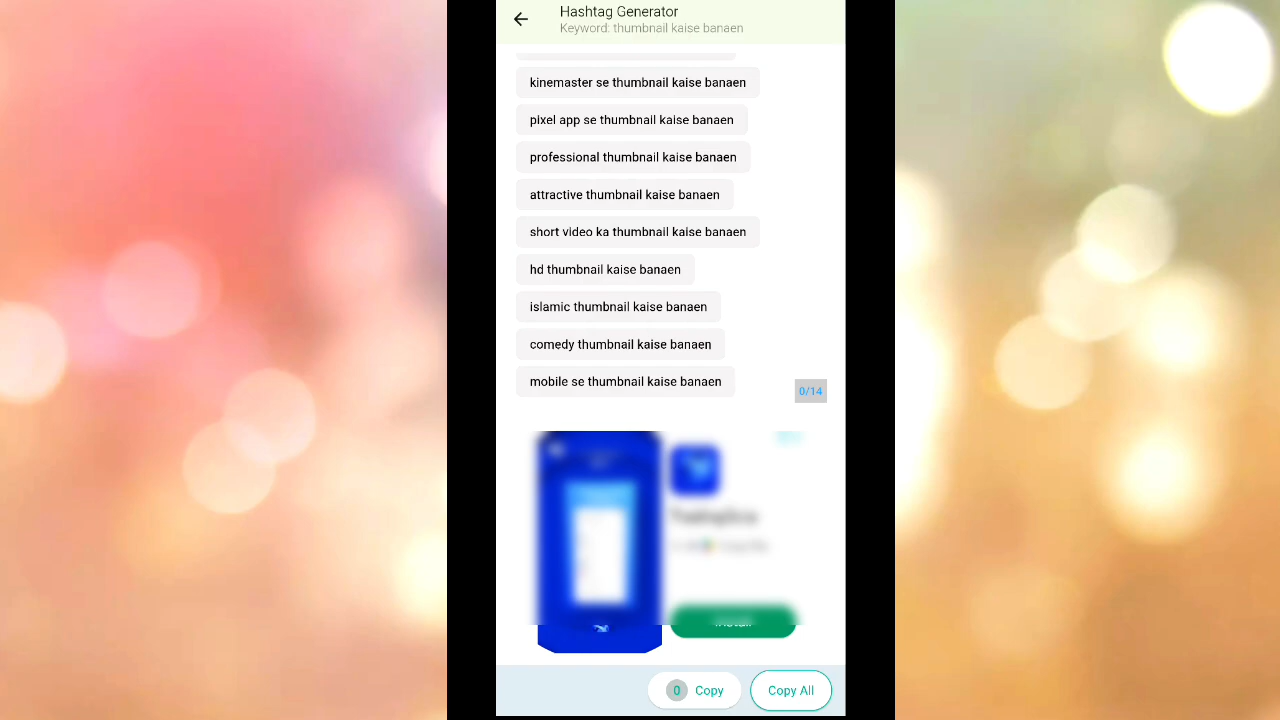 Hashtag Generator
Keyword: thumbnail kaise banaen
kinemaster se thumbnail kaise banaen
pixel app se thumbnail kaise banaen
professional thumbnail kaise banaen
attractive thumbnail kaise banaen
short video ka thumbnail kaise banaen
hd thumbnail kaise banaen
islamic thumbnail kaise banaen
comedy thumbnail kaise banaen
mobile se thumbnail kaise banaen
0/14
Install
0 Copy
Copy All